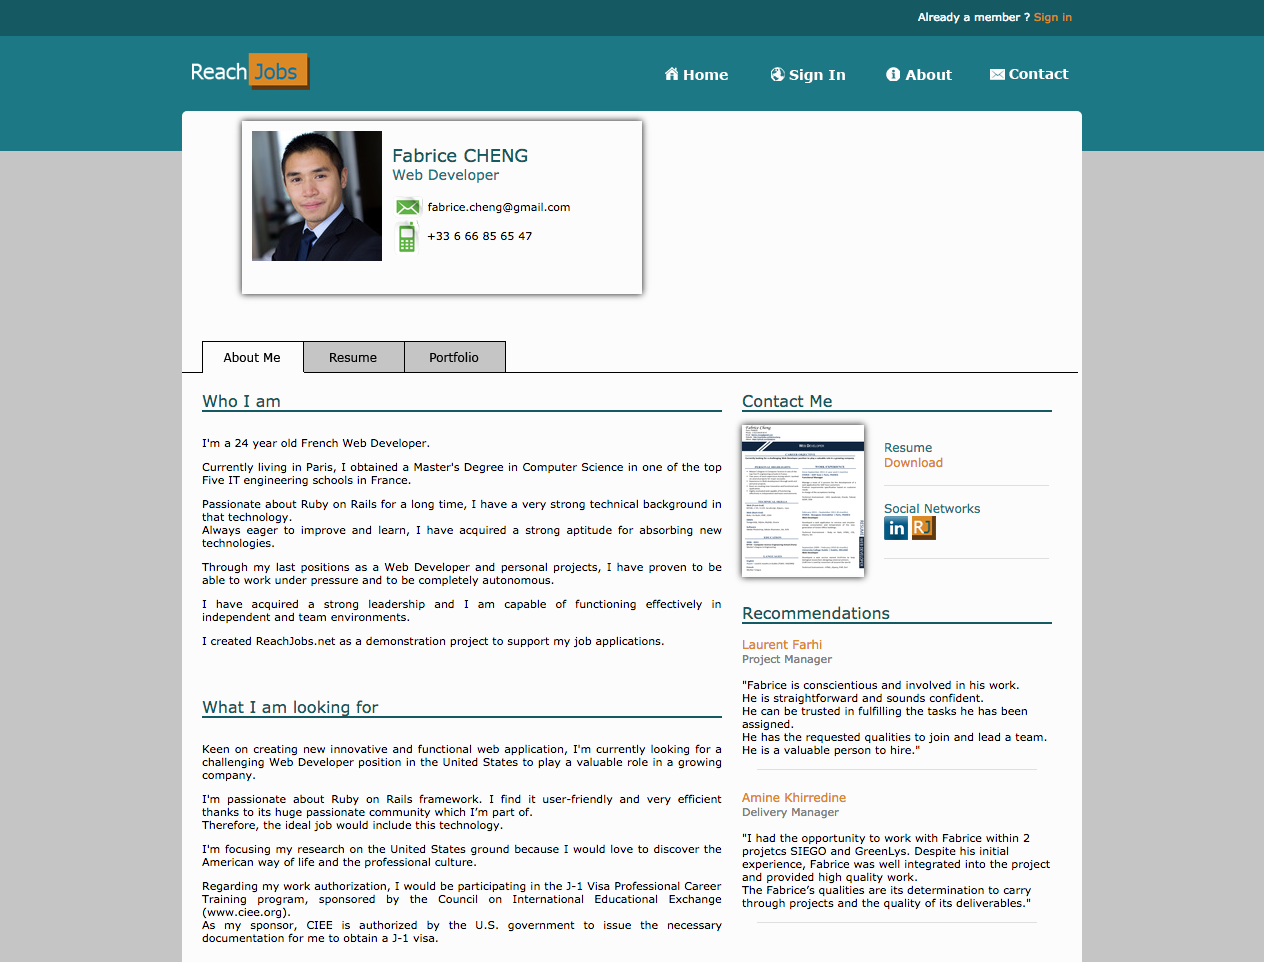 Already a member ? Sign in
Reach Jobs
Home
Sign In
About
Contact
Fabrice CHENG
Web Developer
fabrice.cheng@gmail.com
+33 6 66 85 65 47
About Me
Resume
Portfolio
Who I am
I'm a 24 year old French Web Developer.
Currently living in Paris, I obtained a Master's Degree in Computer Science in one of the top
Five IT engineering schools in France.
Passionate about Ruby on Rails for a long time, I have a very strong technical background in
that technology.
Always eager to improve and learn, I have acquired a strong aptitude for absorbing new
technologies.
Through my last positions as a Web Developer and personal projects, I have proven to be
able to work under pressure and to be completely autonomous.
I have acquired a strong leadership and I am capable of functioning effectively in
independent and team environments.
I created ReachJobs.net as a demonstration project to support my job applications.
What I am looking for
Keen on creating new innovative and functional web application, I'm currently looking for a
challenging Web Developer position in the United States to play a valuable role in a growing
company.
I'm passionate about Ruby on Rails framework. I find it user-friendly and very efficient
thanks to its huge passionate community which I'm part of.
Therefore, the ideal job would include this technology.
I'm focusing my research on the United States ground because I would love to discover the
American way of life and the professional culture.
Regarding my work authorization, I would be participating in the J-1 Visa Professional Career
Training program, sponsored by the Council on International Educational Exchange
(www.ciee.org).
As my sponsor, CIEE is authorized by the U.S. government to issue the necessary
documentation for me to obtain a J-1 visa.
Contact Me
Fabrice Cheng
WEB DEVELOPER
Resume
Download
Social Networks
in RJ
Recommendations
Laurent Farhi
Project Manager
"Fabrice is conscientious and involved in his work.
He is straightforward and sounds confident.
He can be trusted in fulfilling the tasks he has been
assigned.
He has the requested qualities to join and lead a team.
He is a valuable person to hire."
Amine Khirredine
Delivery Manager
"I had the opportunity to work with Fabrice within 2
projetcs SIEGO and GreenLys. Despite his initial
experience, Fabrice was well integrated into the project
and provided high quality work.
The Fabrice's qualities are its determination to carry
through projects and the quality of its deliverables."